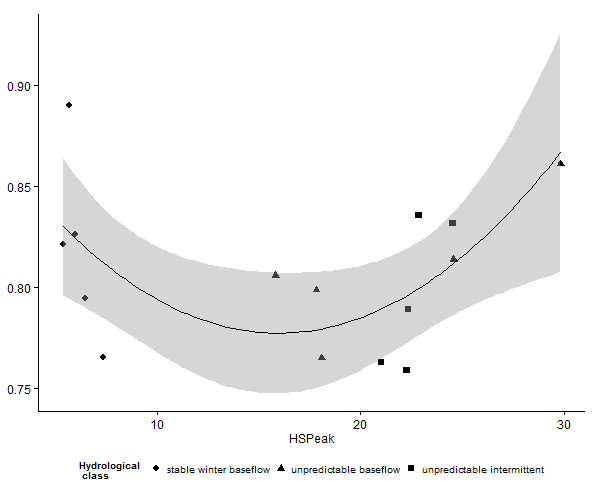 0.90
0.85
0.80
0.75
10 20 30
HSPeak
Hydrological class stable winter baseflow unpredictable baseflow unpredictable intermittent